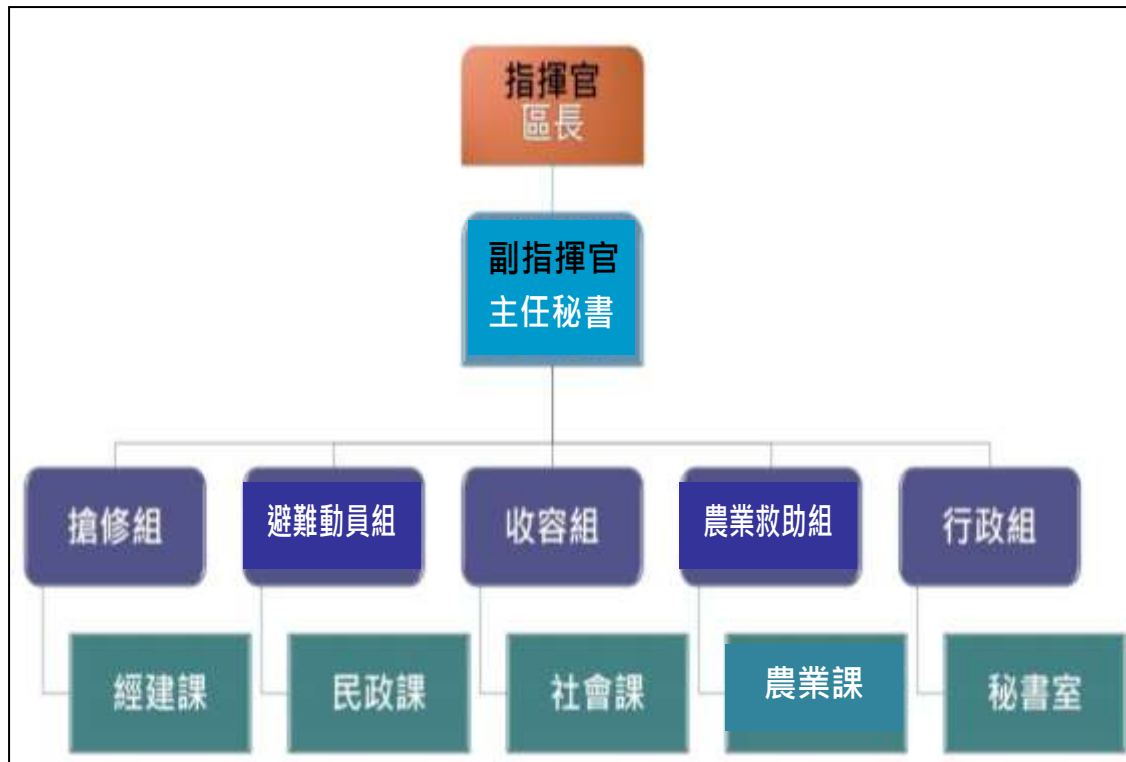 指揮官
區長
副指揮官
主任秘書
搶修組
避難動員組
收容組
農業救助組
行政組
經建課
民政課
社會課
農業課
秘書室